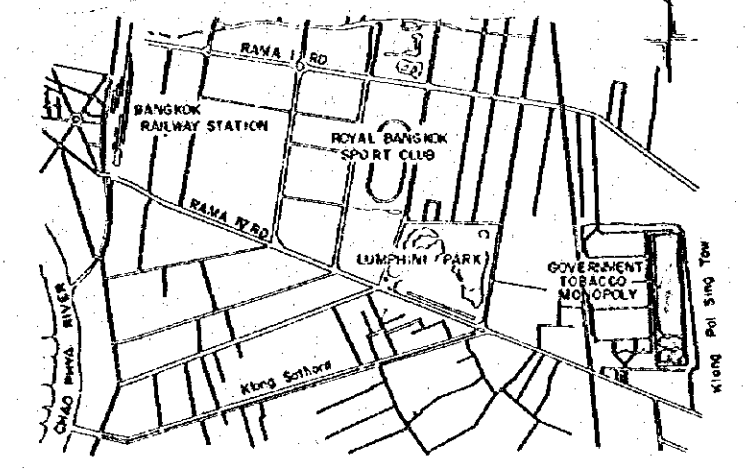 RAMA I RD.
BANGKOK
RAILWAY STATION
ROYAL BANGKOK
SPORT CLUB
RAMA IV RD.
LUMPHINI PARK
GOVERNMENT
TOBACCO
MONOPOLY
Klong Pai Sing Tow
CHAO PHYA RIVER
Klong Sathorn